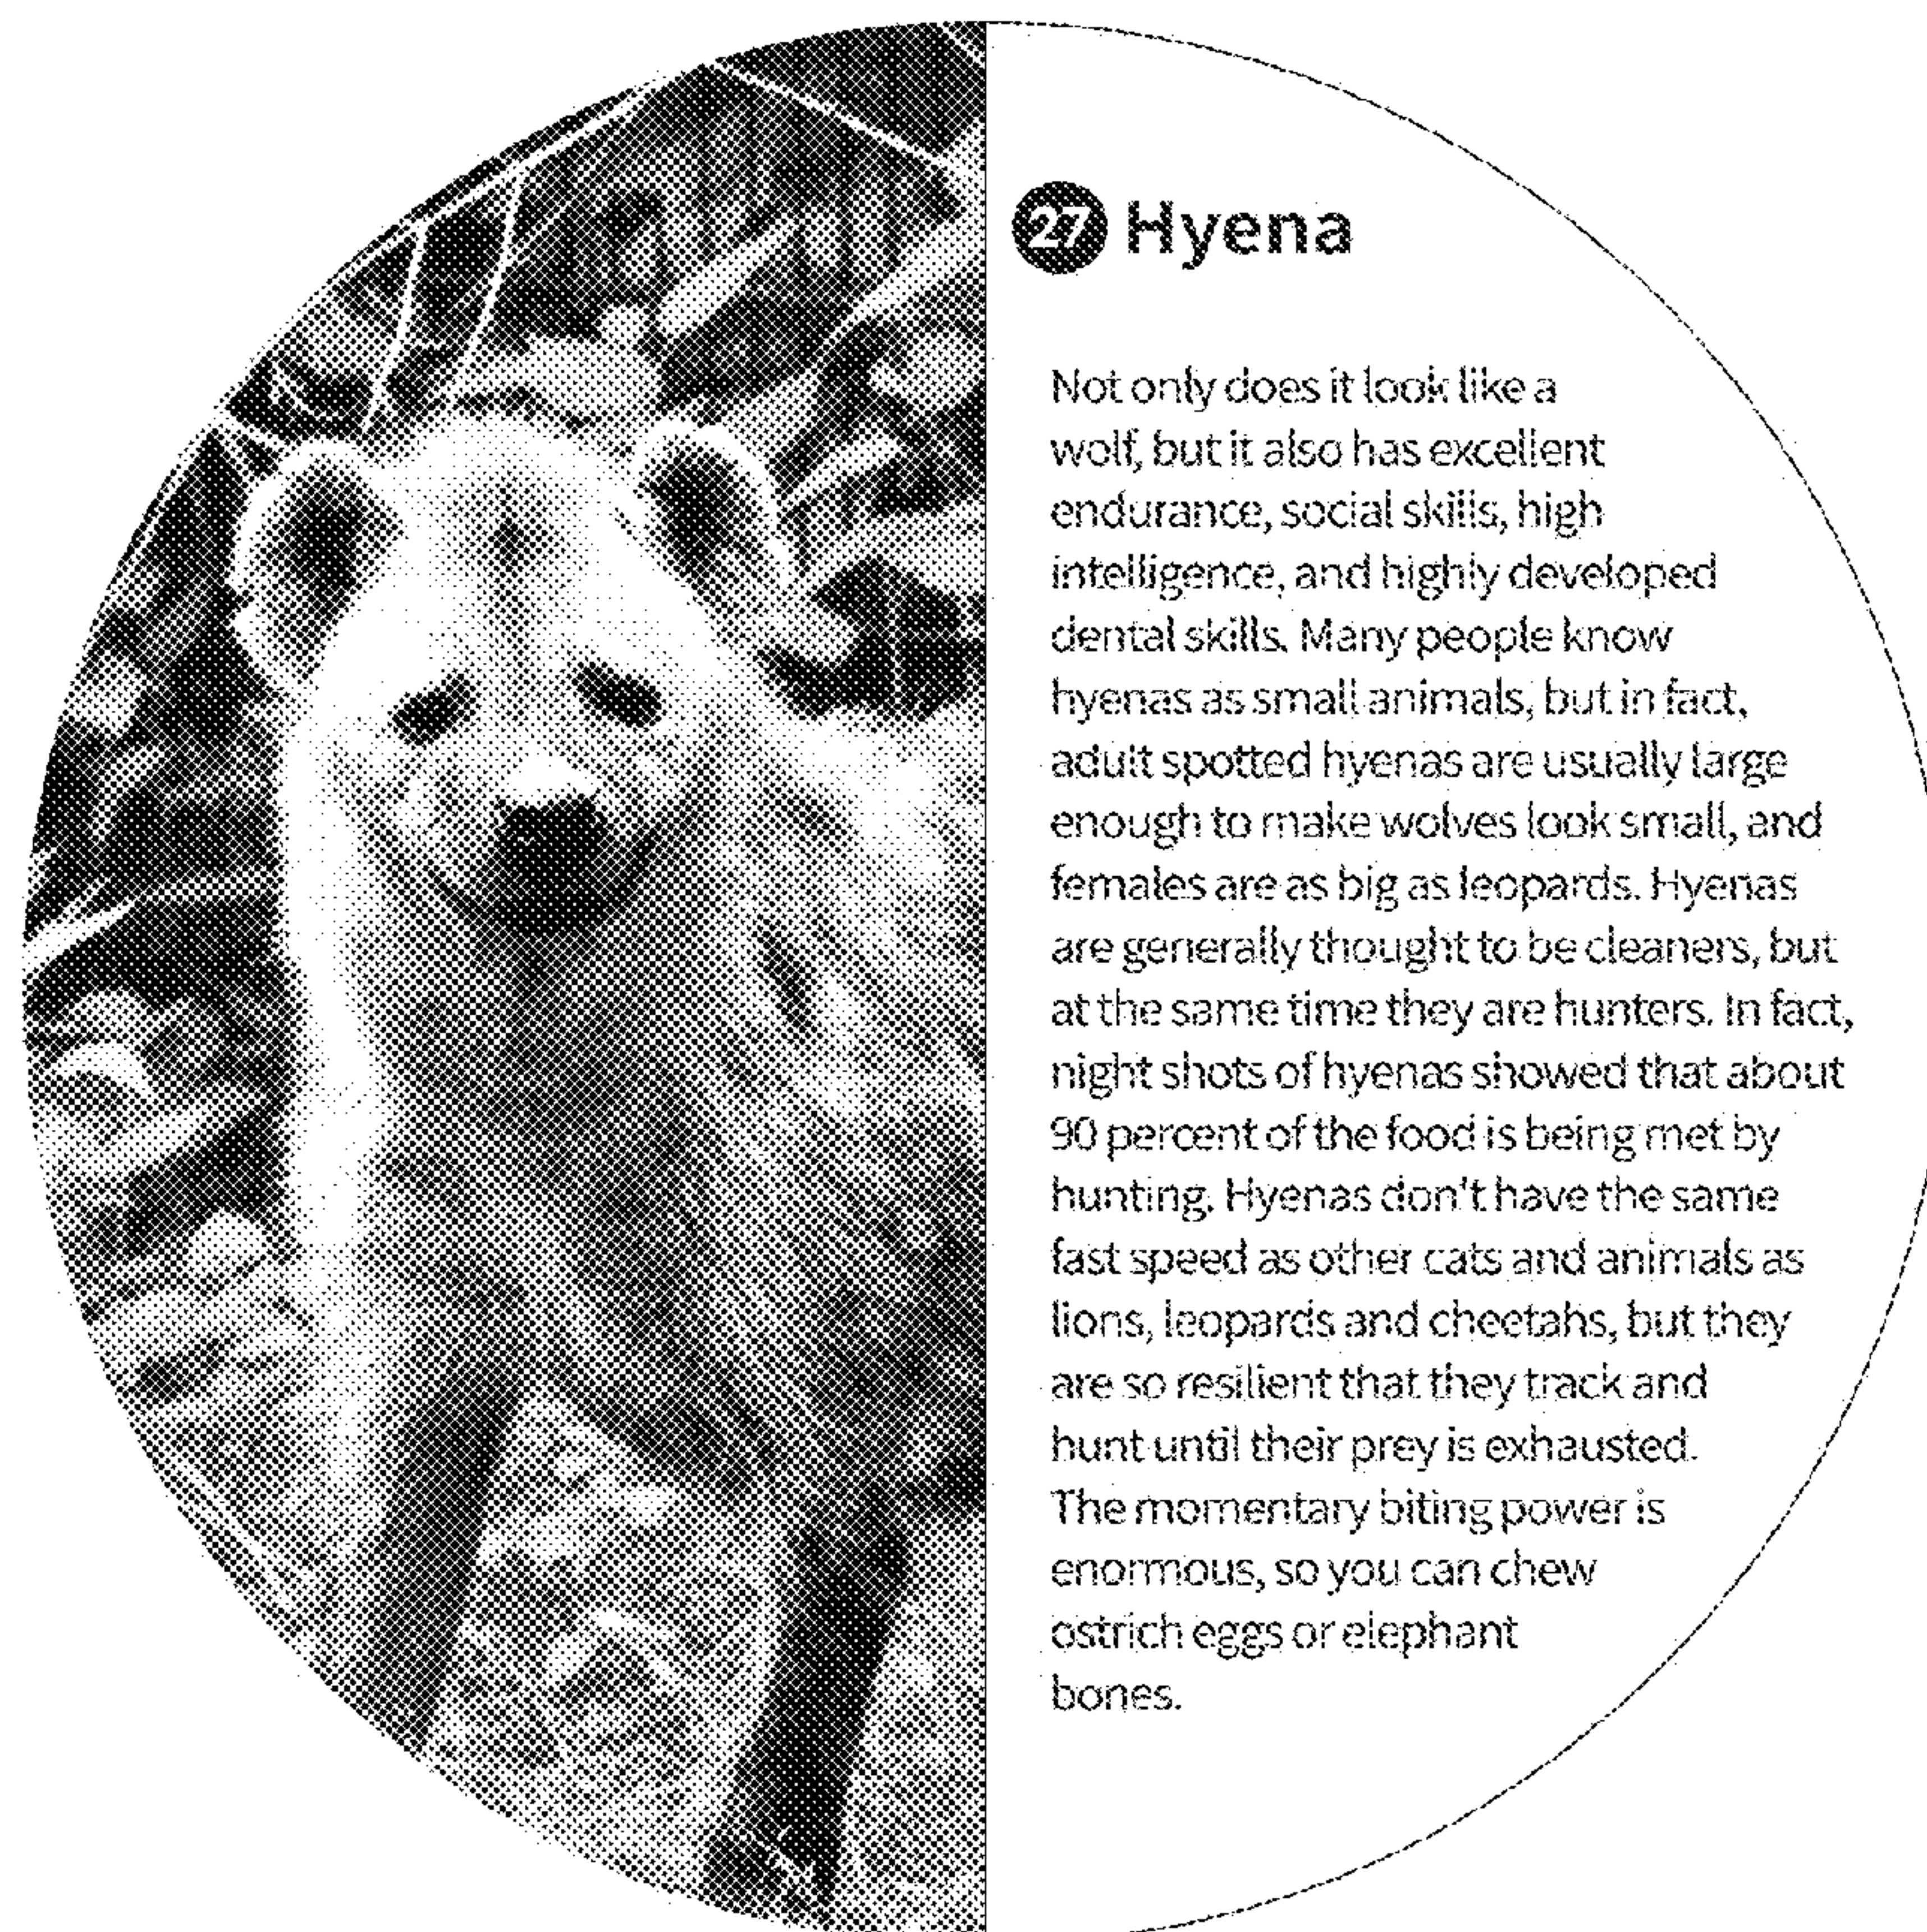 27 Hyena
Not only does it look like a
wolf, but it also has excellent
endurance, social skills, high
intelligence, and highly developed
dental skills. Many people know
hyenas as small animals, but in fact,
adult spotted hyenas are usually large
enough to make wolves look small, and
females are as big as leopards. Hyenas
are generally thought to be cleaners, but
at the same time they are hunters. In fact,
night shots of hyenas showed that about
90 percent of the food is being met by
hunting. Hyenas don't have the same
fast speed as other cats and animals as
lions, leopards and cheetahs, but they
are so resilient that they track and
hunt until their prey is exhausted.
The momentary biting power is
enormous, so you can chew
ostrich eggs or elephant
bones.